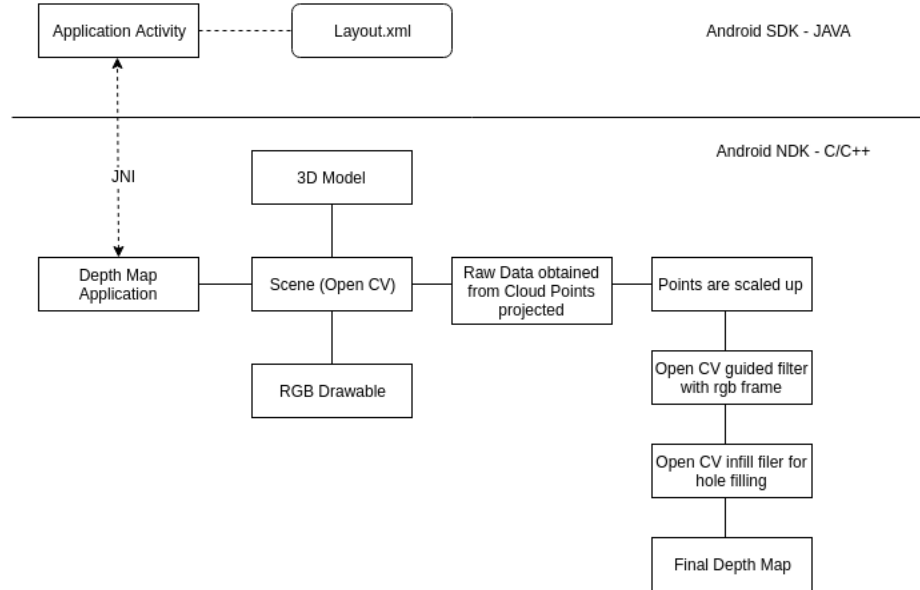 Application Activity
Layout.xml
Android SDK - JAVA
Android NDK - C/C++
JNI
3D Model
Depth Map
Application
Scene (Open CV)
Raw Data obtained
from Cloud Points
projected
Points are scaled up
RGB Drawable
Open CV guided filter
with rgb frame
Open CV infill filer for
hole filling
Final Depth Map